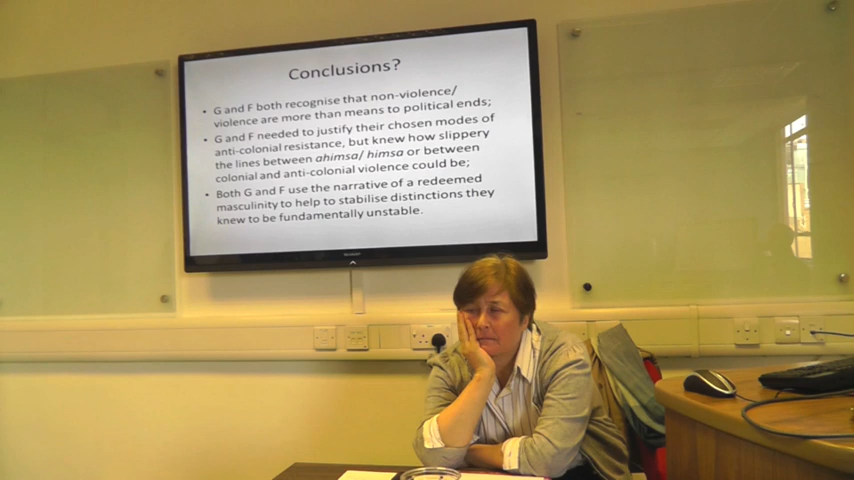 Conclusions?
• G and F both recognise that non-violence/
violence are more than means to political ends;
• G and F needed to justify their chosen modes of
anti-colonial resistance, but knew how slippery
the lines between ahimsa/ himsa or between
colonial and anti-colonial violence could be;
• Both G and F use the narrative of a redeemed
masculinity to help to stabilise distinctions they
knew to be fundamentally unstable.
SHARP